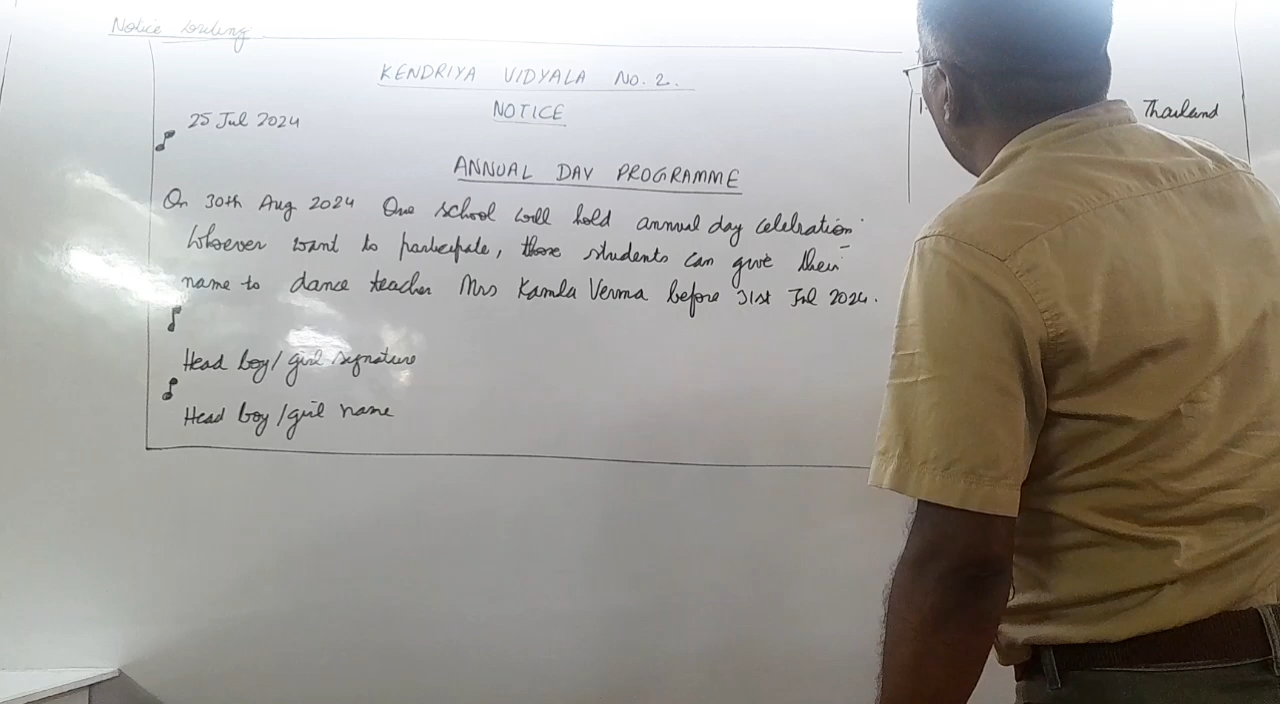 Notice writing
KENDRIYA VIDYALA No. 2.
NOTICE
25 Jul 2024
ANNUAL DAY PROGRAMME
On 30th Aug 2024 Our school will hold annual day celebration
Whoever want to participate, those students can give their
name to dance teacher Mrs Kamla Verma before 31st Jul 2024.
Head boy/girl signature
Head boy/girl name
Thailand